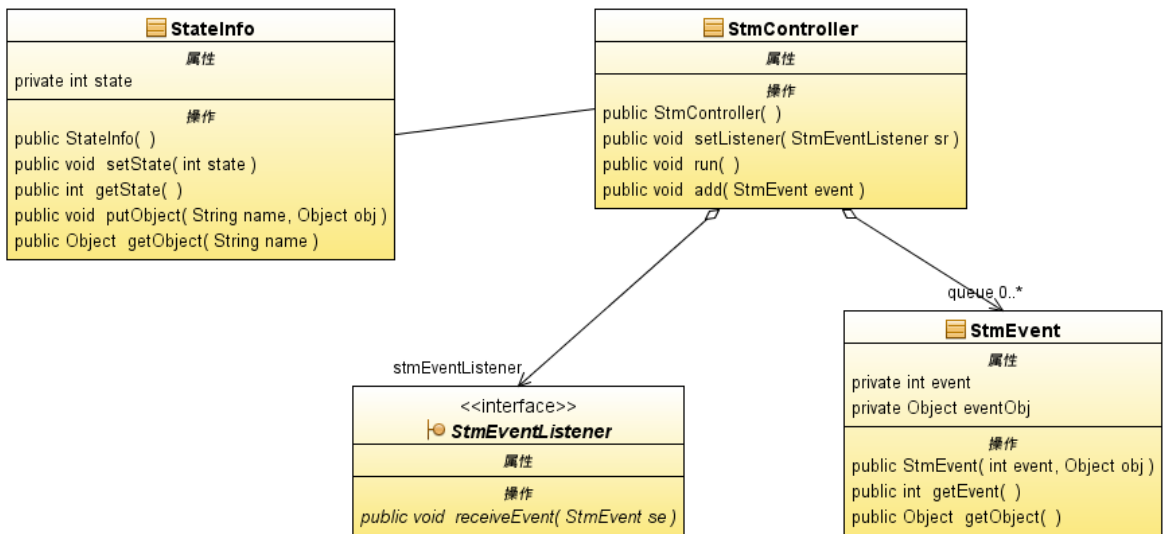 StateInfo
属性
private int state
操作
public StateInfo( )
public void setState( int state )
public int getState( )
public void putObject( String name, Object obj )
public Object getObject( String name )
StmController
属性
操作
public StmController( )
public void setListener( StmEventListener sr )
public void run( )
public void add( StmEvent event )
stmEventListener
queue 0..*
<<interface>>
StmEventListener
属性
操作
public void receiveEvent( StmEvent se )
StmEvent
属性
private int event
private Object eventObj
操作
public StmEvent( int event, Object obj )
public int getEvent( )
public Object getObject( )